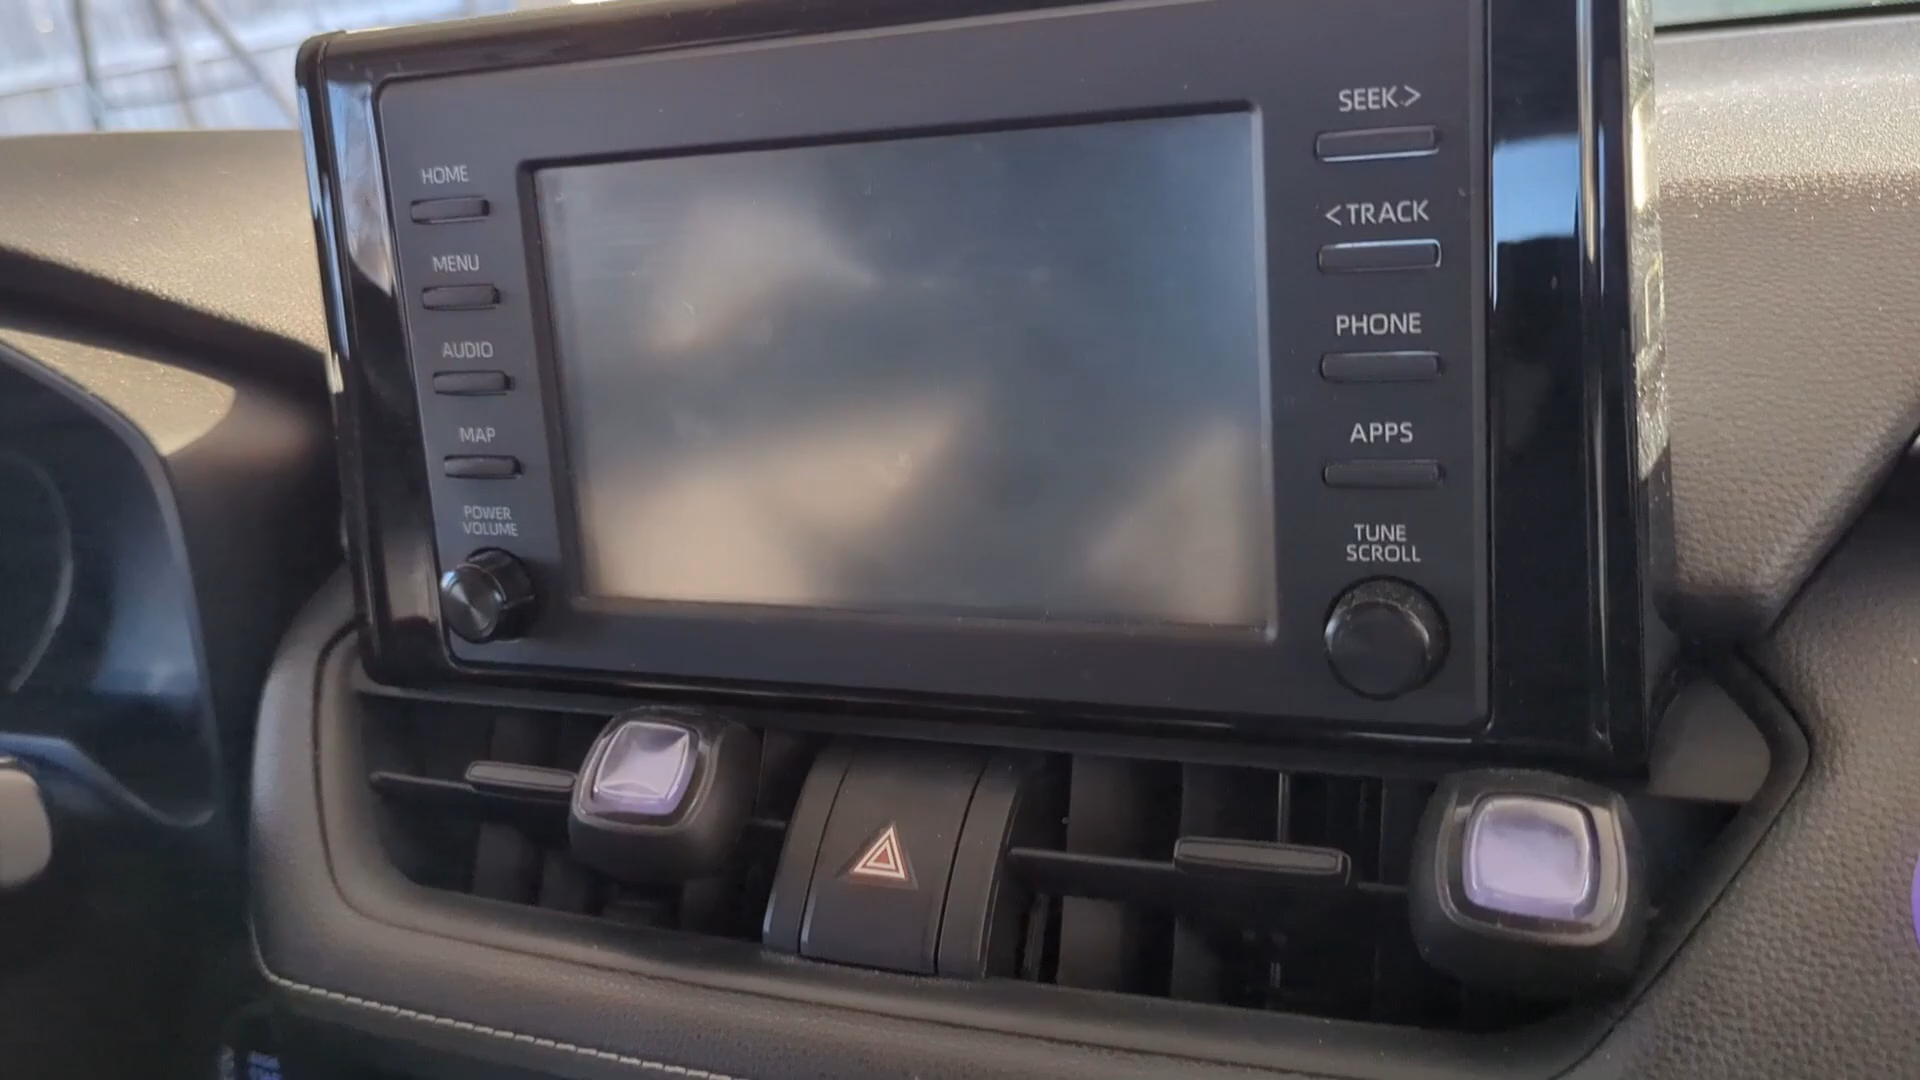 HOME
MENU
AUDIO
MAP
POWER
VOLUME
SEEK>
<TRACK
PHONE
APPS
TUNE
SCROLL